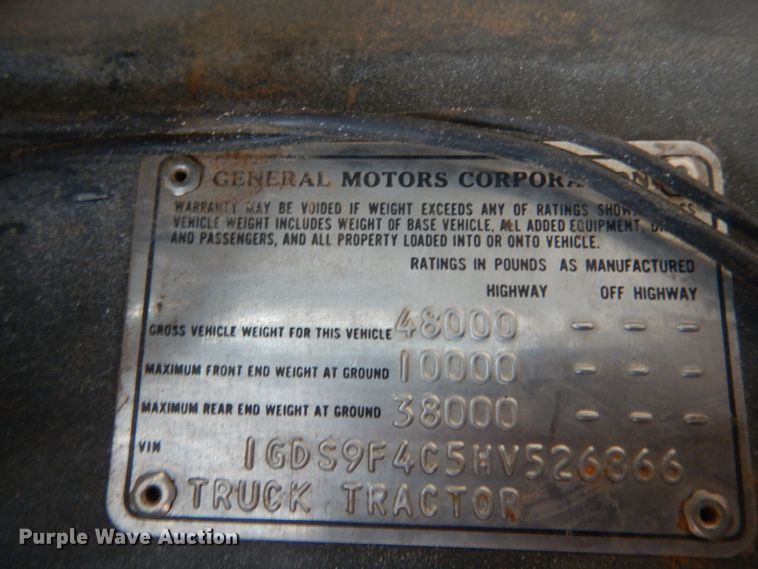 GENERAL MOTORS CORPORATION
WARRANTY MAY BE VOIDED IF WEIGHT EXCEEDS ANY OF RATINGS SHOWN.
VEHICLE WEIGHT INCLUDES WEIGHT OF BASE VEHICLE, ALL ADDED EQUIPMENT,
AND PASSENGERS, AND ALL PROPERTY LOADED INTO OR ONTO VEHICLE.
RATINGS IN POUNDS AS MANUFACTURED
HIGHWAY OFF HIGHWAY
GROSS VEHICLE WEIGHT FOR THIS VEHICLE 48000 - - -
MAXIMUM FRONT END WEIGHT AT GROUND 10000 - - -
MAXIMUM REAR END WEIGHT AT GROUND 38000 - - -
VIN 1GDS9F4C5HV526866
TRUCK TRACTOR
Purple Wave Auction